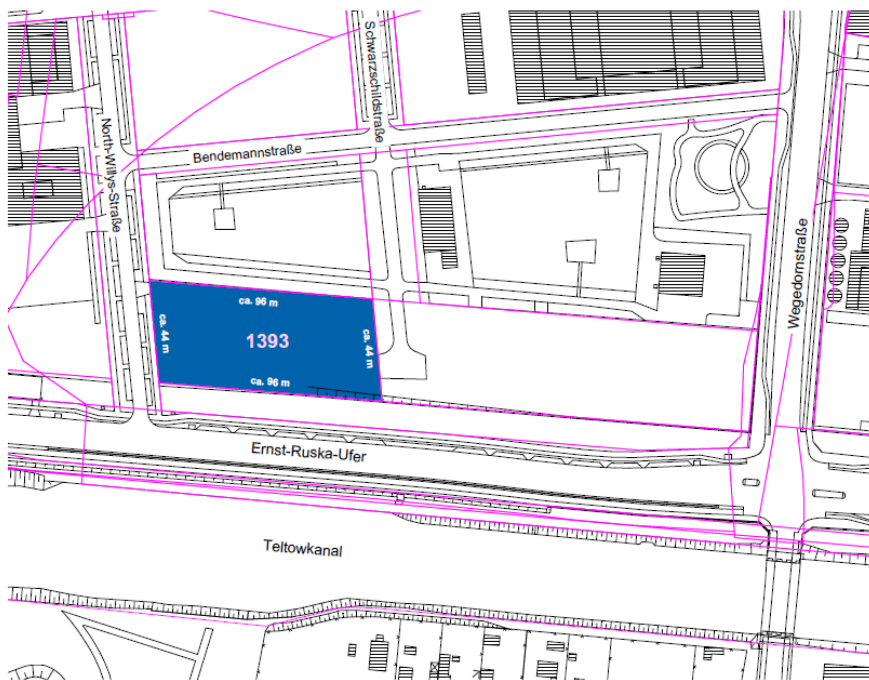 Schwarzschildstraße
North-Willys-Straße
Bendemannstraße
Wegedornstraße
ca. 96 m
ca. 44 m
1393
ca. 44 m
ca. 96 m
Ernst-Ruska-Ufer
Teltowkanal